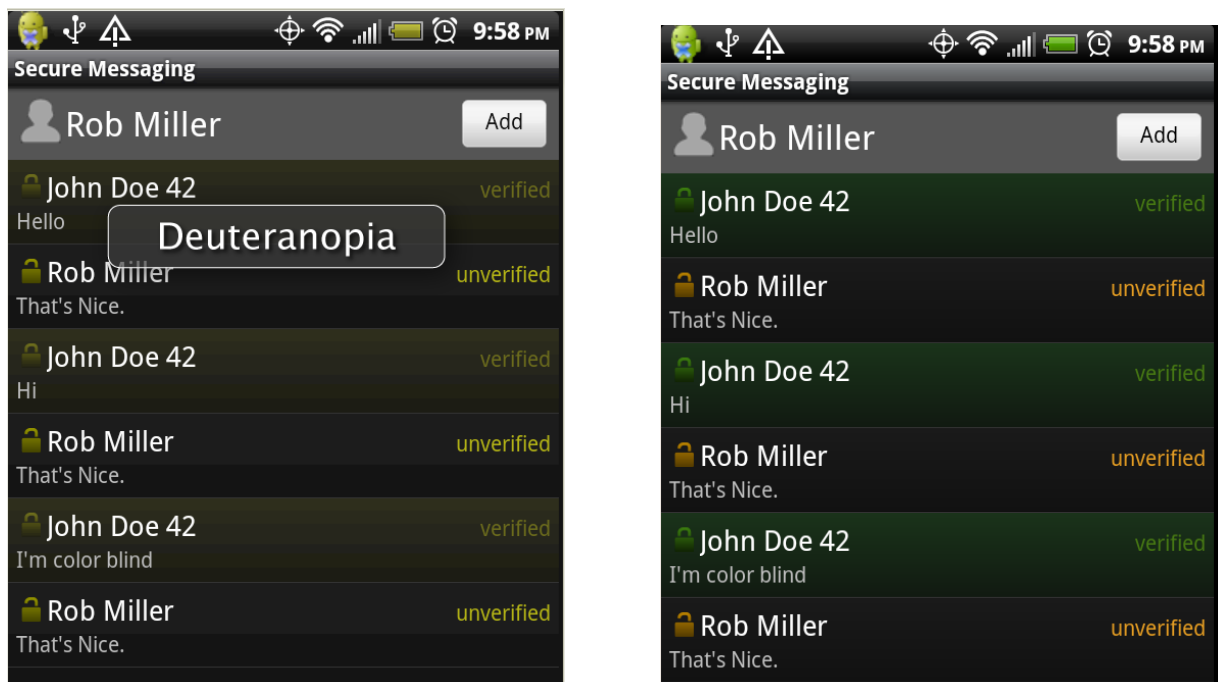 9:58 PM
Secure Messaging
Rob Miller
Add
John Doe 42
verified
Hello
Deuteranopia
Rob Miller
unverified
That's Nice.
John Doe 42
verified
Hi
Rob Miller
unverified
That's Nice.
John Doe 42
verified
I'm color blind
Rob Miller
unverified
That's Nice.
9:58 PM
Secure Messaging
Rob Miller
Add
John Doe 42
verified
Hello
Rob Miller
unverified
That's Nice.
John Doe 42
verified
Hi
Rob Miller
unverified
That's Nice.
John Doe 42
verified
I'm color blind
Rob Miller
unverified
That's Nice.